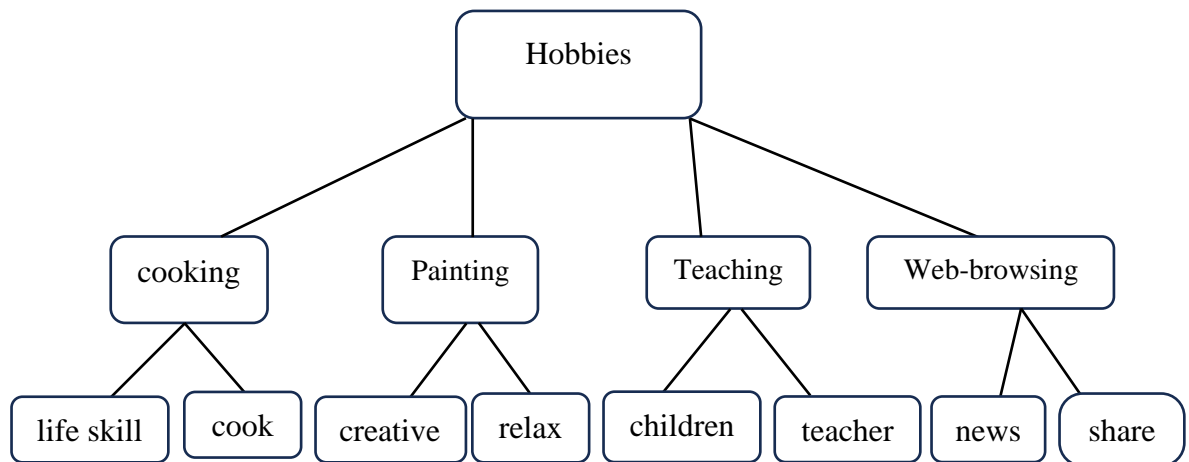 Hobbies
cooking
Painting
Teaching
Web-browsing
life skill
cook
creative
relax
children
teacher
news
share